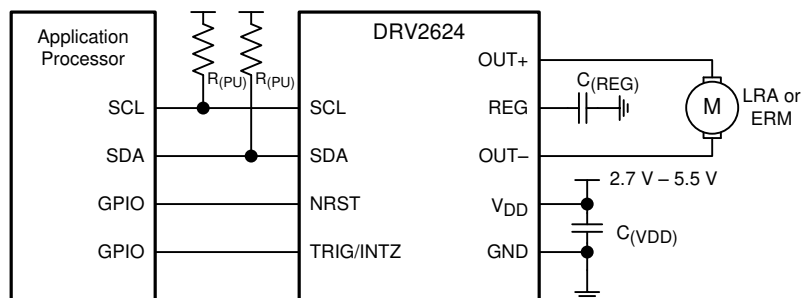 Application
Processor
SCL
SDA
GPIO
GPIO
R(PU)
R(PU)
DRV2624
SCL
SDA
NRST
TRIG/INTZ
OUT+
REG
OUT–
VDD
GND
C(REG)
M
LRA or
ERM
2.7 V – 5.5 V
C(VDD)